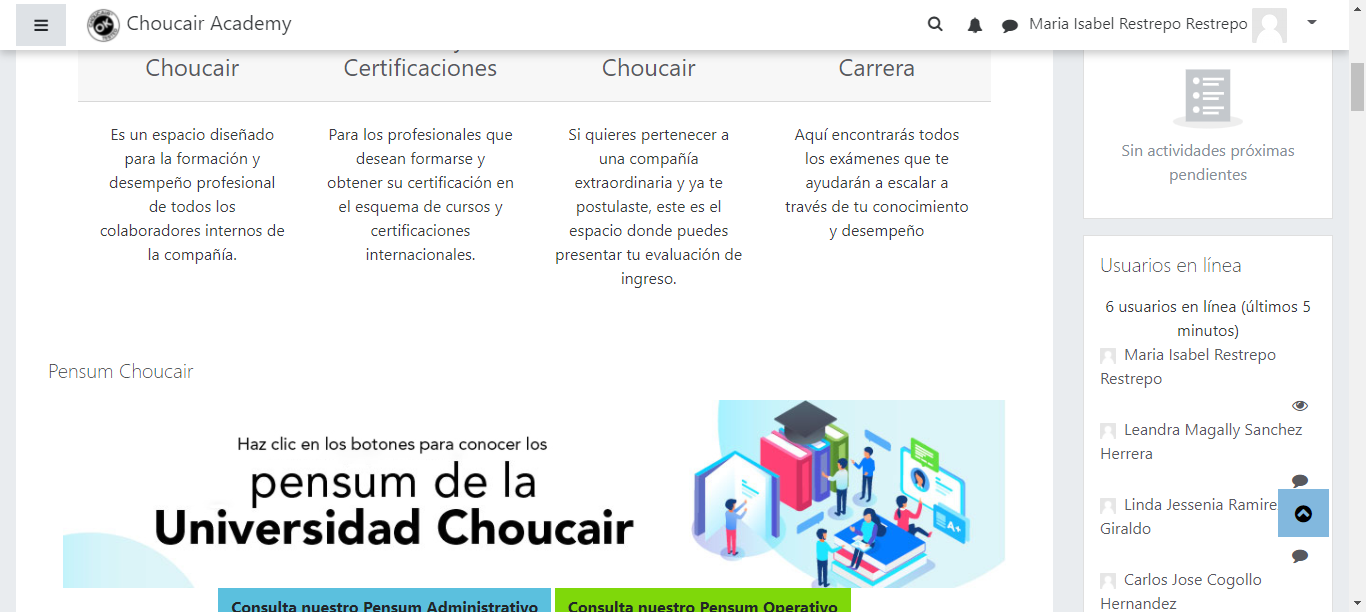 Choucair Academy
Maria Isabel Restrepo Restrepo
Choucair
Certificaciones
Choucair
Carrera
Es un espacio diseñado
para la formación y
desempeño profesional
de todos los
colaboradores internos de
la compañía.
Para los profesionales que
desean formarse y
obtener su certificación en
el esquema de cursos y
certificaciones
internacionales.
Si quieres pertenecer a
una compañía
extraordinaria y ya te
postulaste, este es el
espacio donde puedes
presentar tu evaluación de
ingreso.
Aquí encontrarás todos
los exámenes que te
ayudarán a escalar a
través de tu conocimiento
y desempeño
Pensum Choucair
Haz clic en los botones para conocer los
pensum de la
Universidad Choucair
A+
Consulta nuestro Pensum Administrativo
Consulta nuestro Pensum Operativo
Sin actividades próximas
pendientes
Usuarios en línea
6 usuarios en línea (últimos 5
minutos)
Maria Isabel Restrepo
Restrepo
Leandra Magally Sanchez
Herrera
Linda Jessenia Ramire
Giraldo
Carlos Jose Cogollo
Hernandez